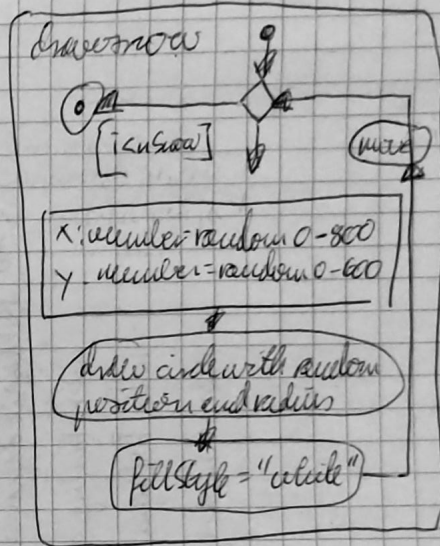 drawsnow
[i<nSnow]
move
x: number = random 0-800
y: number = random 0-600
draw circle with random
position and radius
fillStyle = "white"